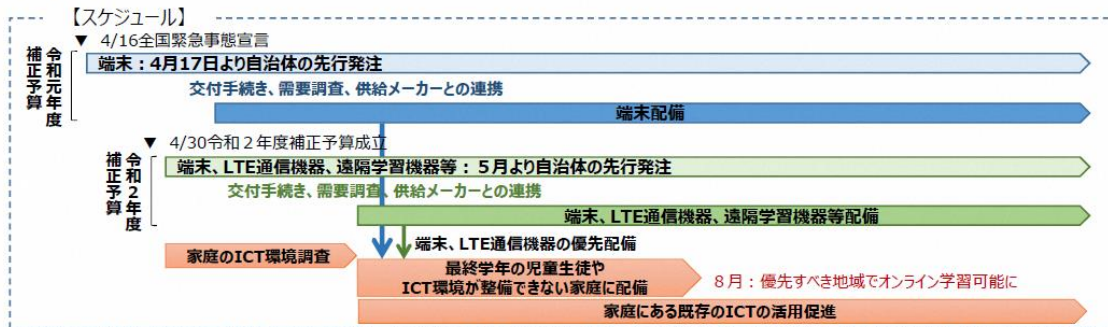 【スケジュール】
▼ 4/16全国緊急事態宣言
令和元年度
補正予算
端末：4月17日より自治体の先行発注
交付手続き、需要調査、供給メーカーとの連携
端末配備
▼ 4/30令和２年度補正予算成立
令和２年度
補正予算
端末、LTE通信機器、遠隔学習機器等：５月より自治体の先行発注
交付手続き、需要調査、供給メーカーとの連携
端末、LTE通信機器、遠隔学習機器等配備
端末、LTE通信機器の優先配備
家庭のICT環境調査
最終学年の児童生徒や
ICT環境が整備できない家庭に配備
８月：優先すべき地域でオンライン学習可能に
家庭にある既存のICTの活用促進